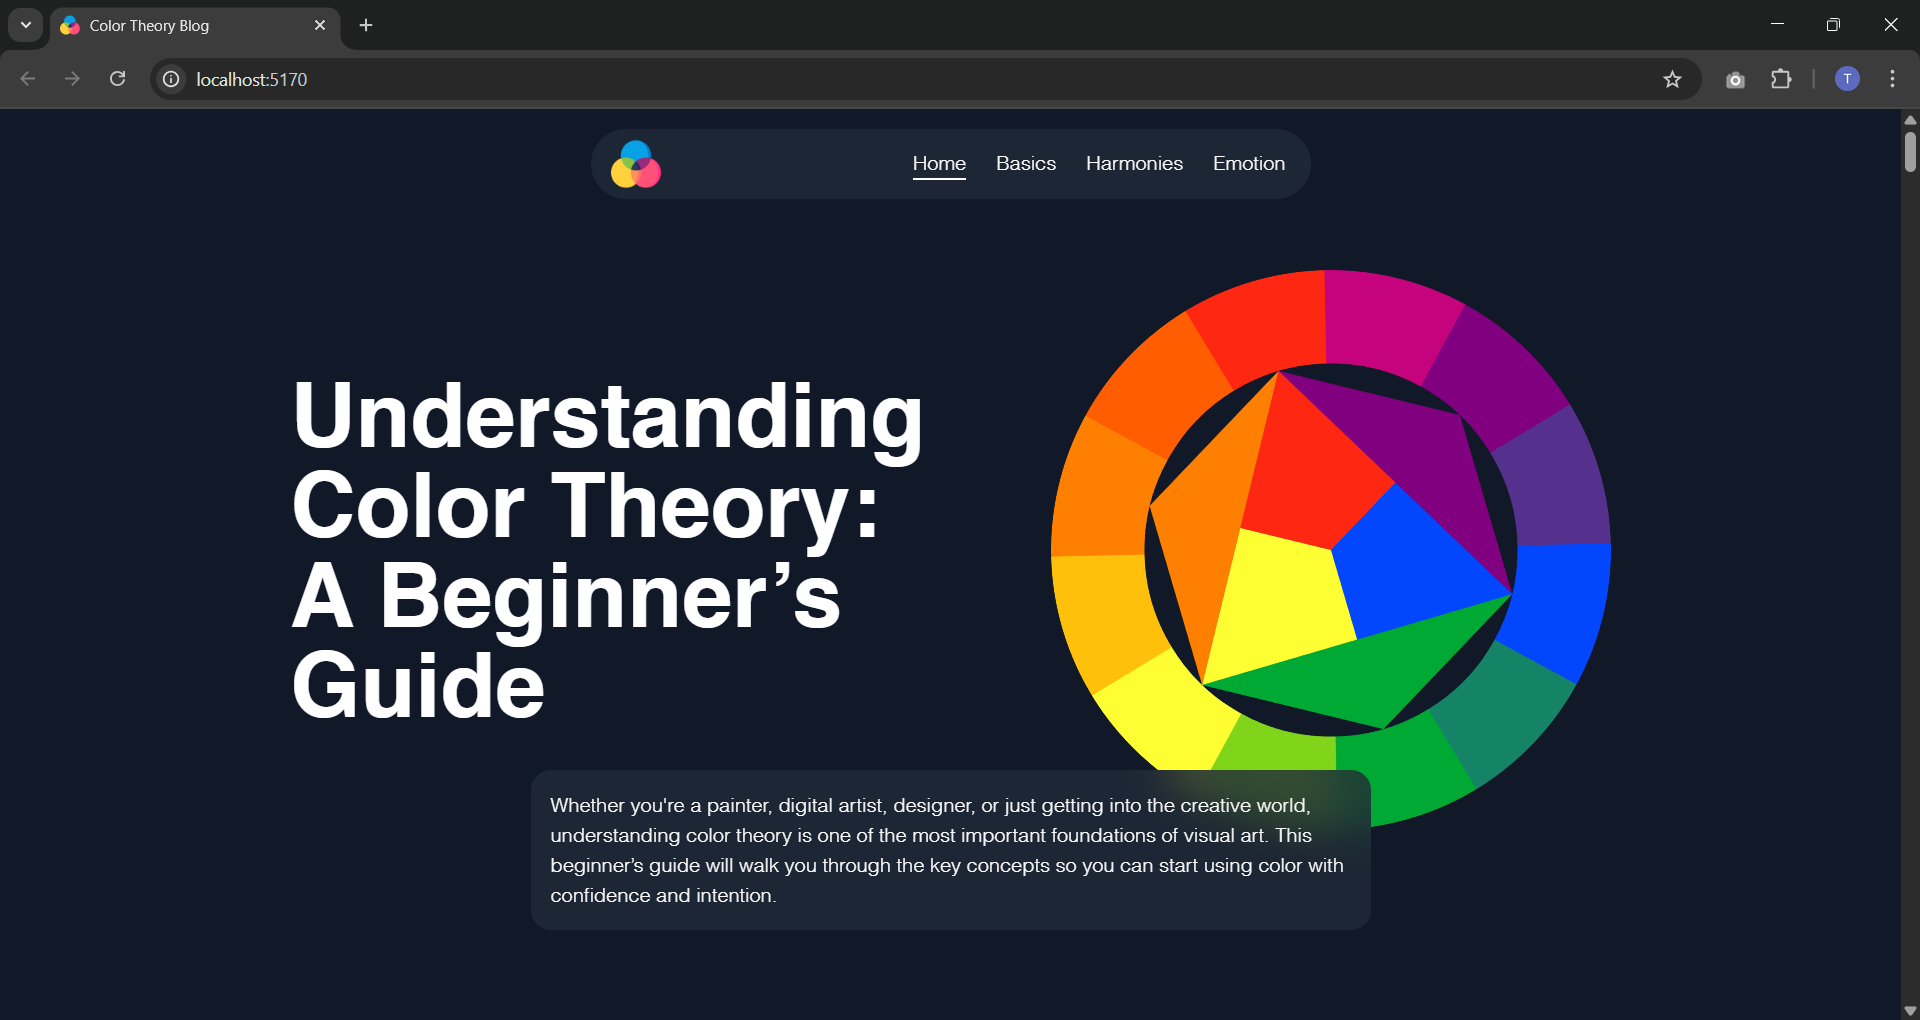 Color Theory Blog
localhost:5170
T
Home Basics Harmonies Emotion
Understanding
Color Theory:
A Beginner’s
Guide
Whether you're a painter, digital artist, designer, or just getting into the creative world,
understanding color theory is one of the most important foundations of visual art. This
beginner’s guide will walk you through the key concepts so you can start using color with
confidence and intention.